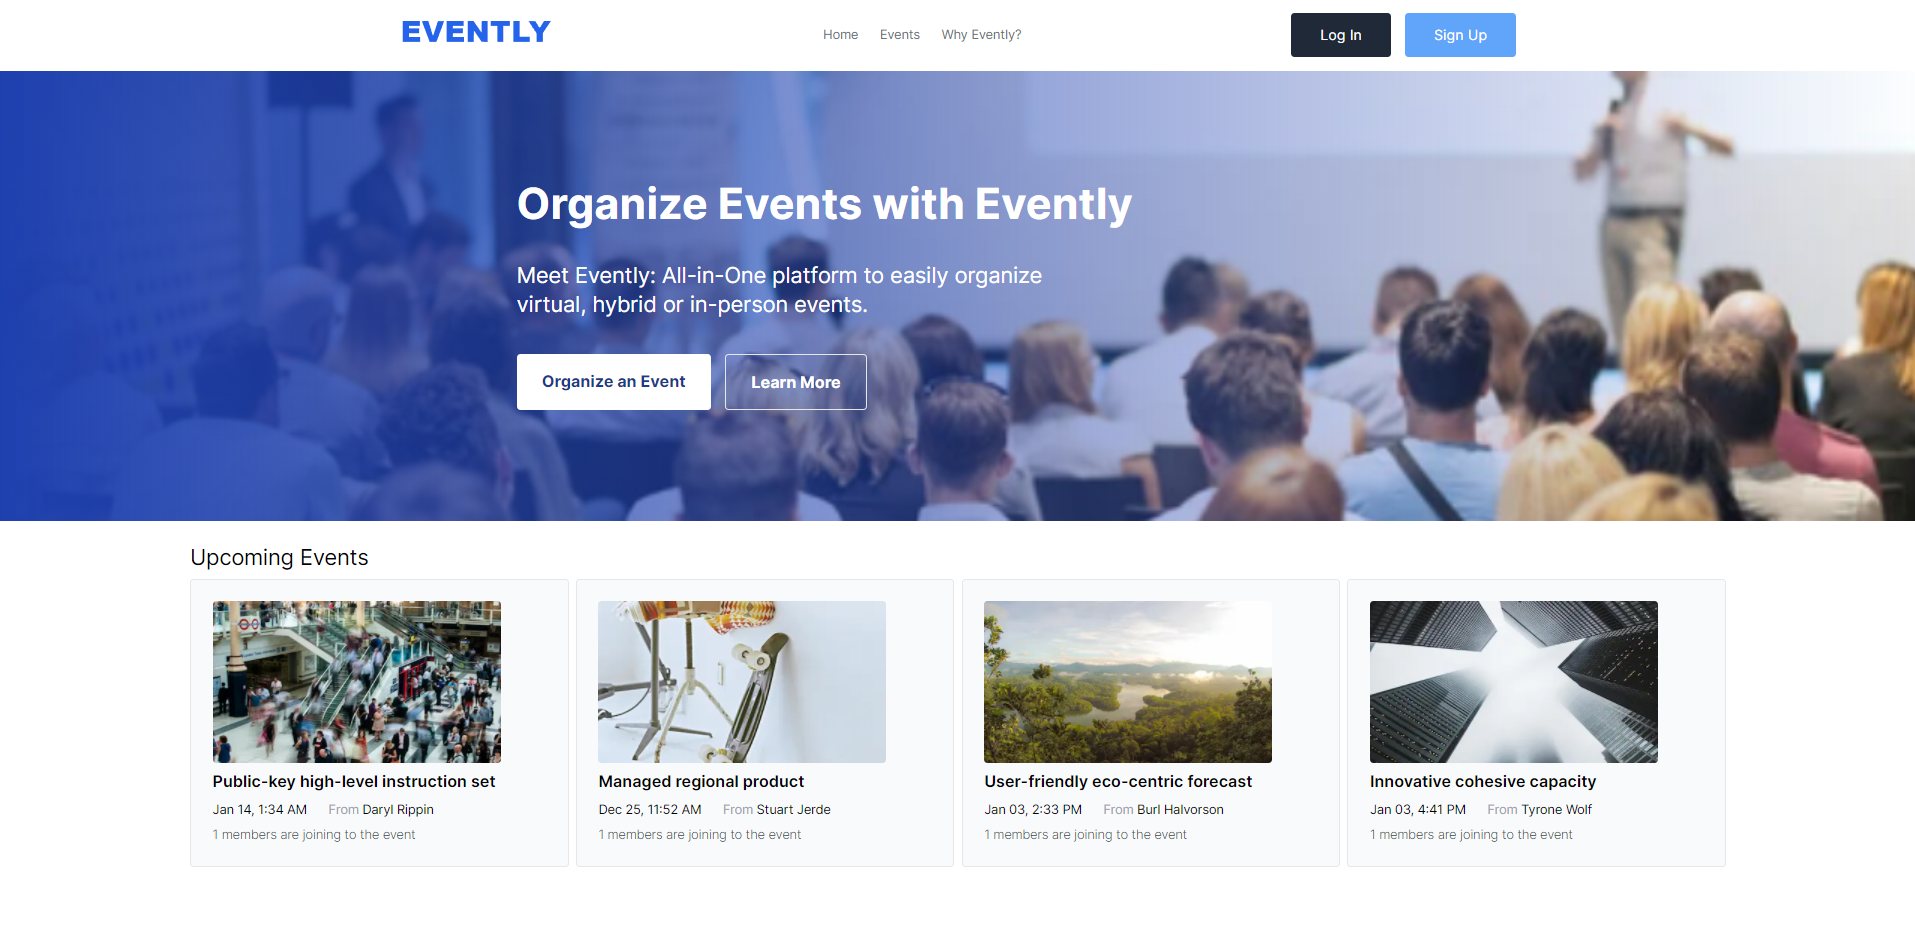 EVENTLY
Home Events Why Evently?
Log In Sign Up
Organize Events with Evently
Meet Evently: All-in-One platform to easily organize
virtual, hybrid or in-person events.
Organize an Event Learn More
Upcoming Events
Public-key high-level instruction set
Jan 14, 1:34 AM From Daryl Rippin
1 members are joining to the event
Managed regional product
Dec 25, 11:52 AM From Stuart Jerde
1 members are joining to the event
User-friendly eco-centric forecast
Jan 03, 2:33 PM From Burl Halvorson
1 members are joining to the event
Innovative cohesive capacity
Jan 03, 4:41 PM From Tyrone Wolf
1 members are joining to the event